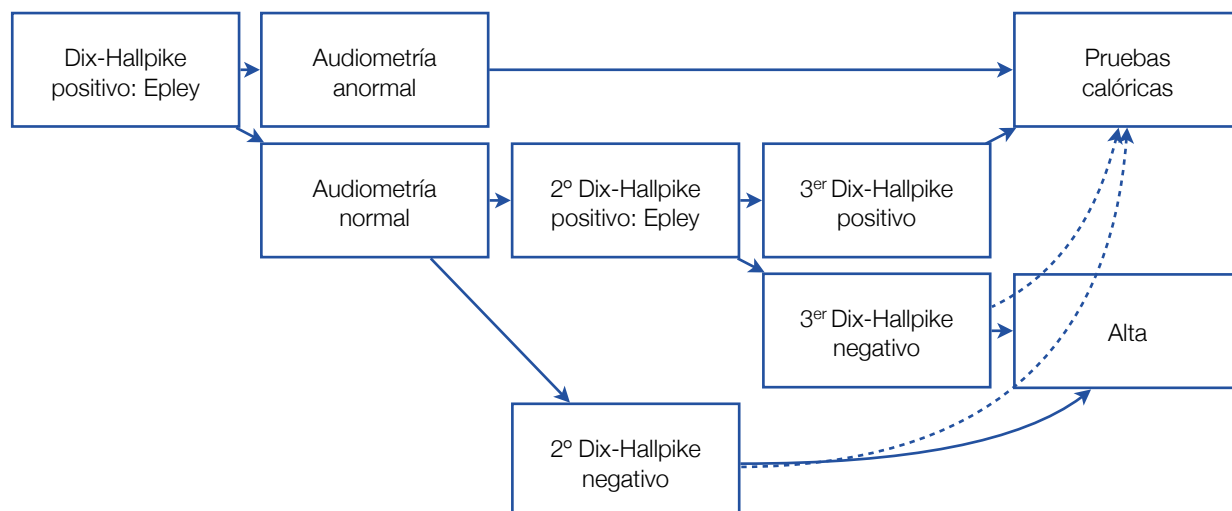 Dix-Hallpike
positivo: Epley
Audiometría
anormal
Pruebas
calóricas
Audiometría
normal
2º Dix-Hallpike
positivo: Epley
3er Dix-Hallpike
positivo
3er Dix-Hallpike
negativo
Alta
2º Dix-Hallpike
negativo